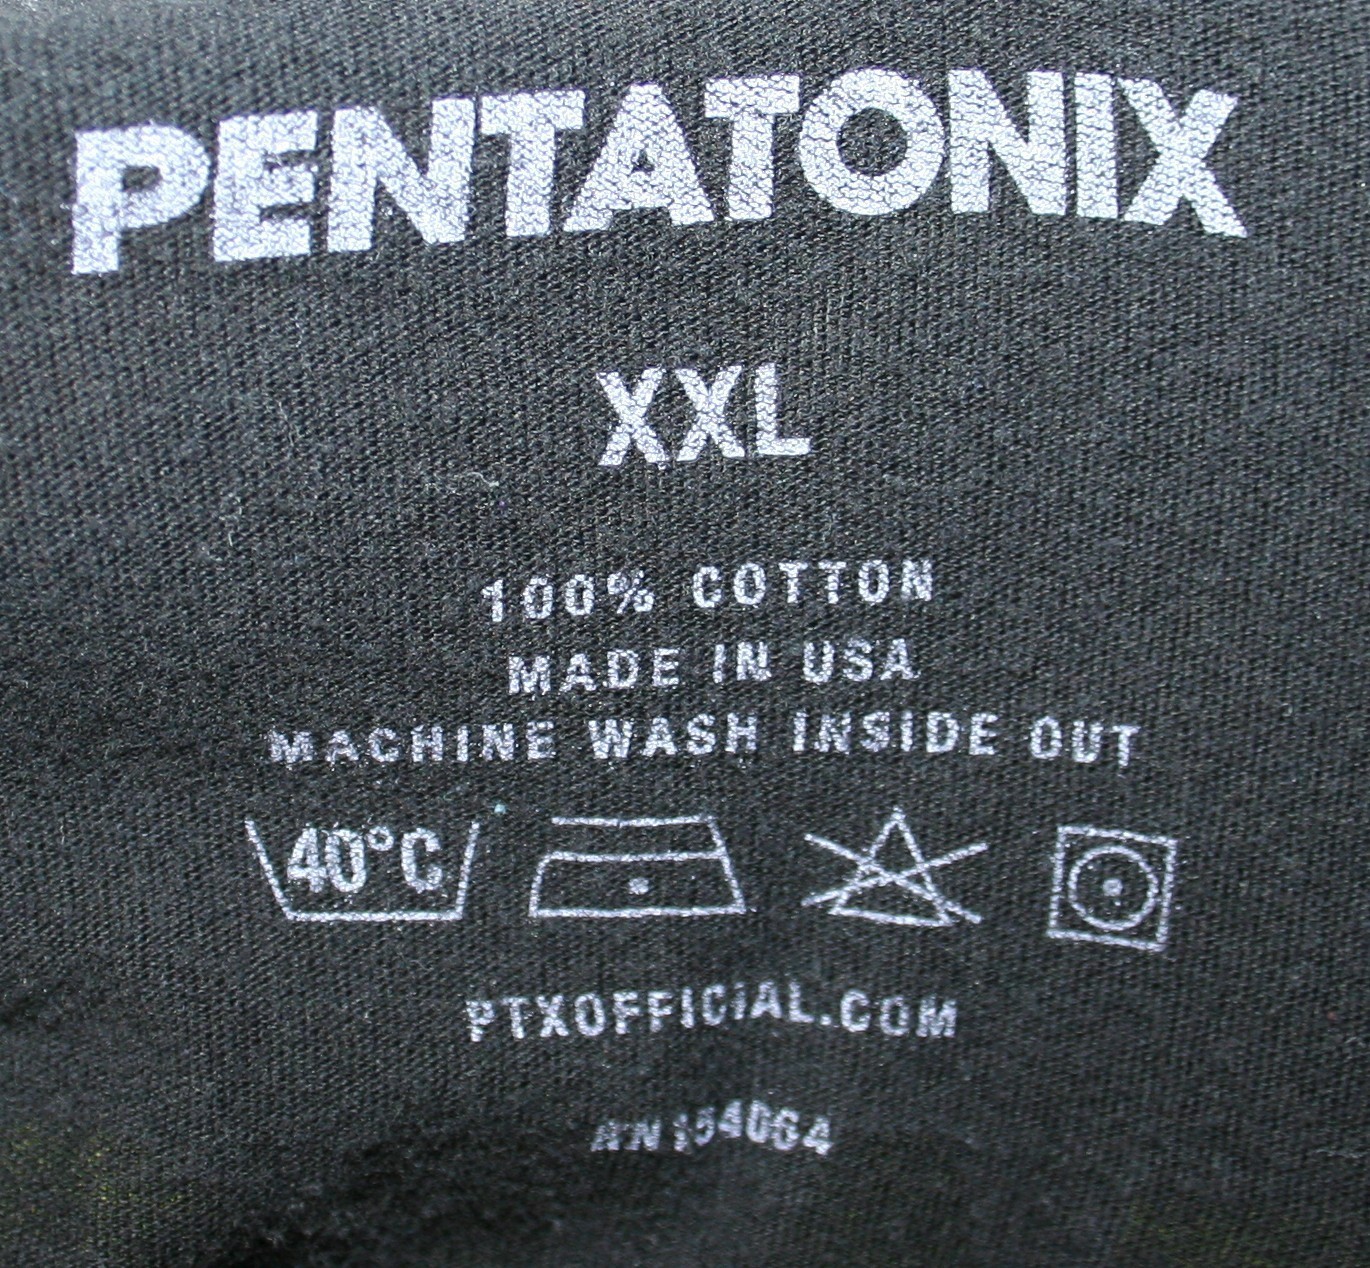 PENTATONIX
XXL
100% COTTON
MADE IN USA
MACHINE WASH INSIDE OUT
40°C
PTXOFFICIAL.COM